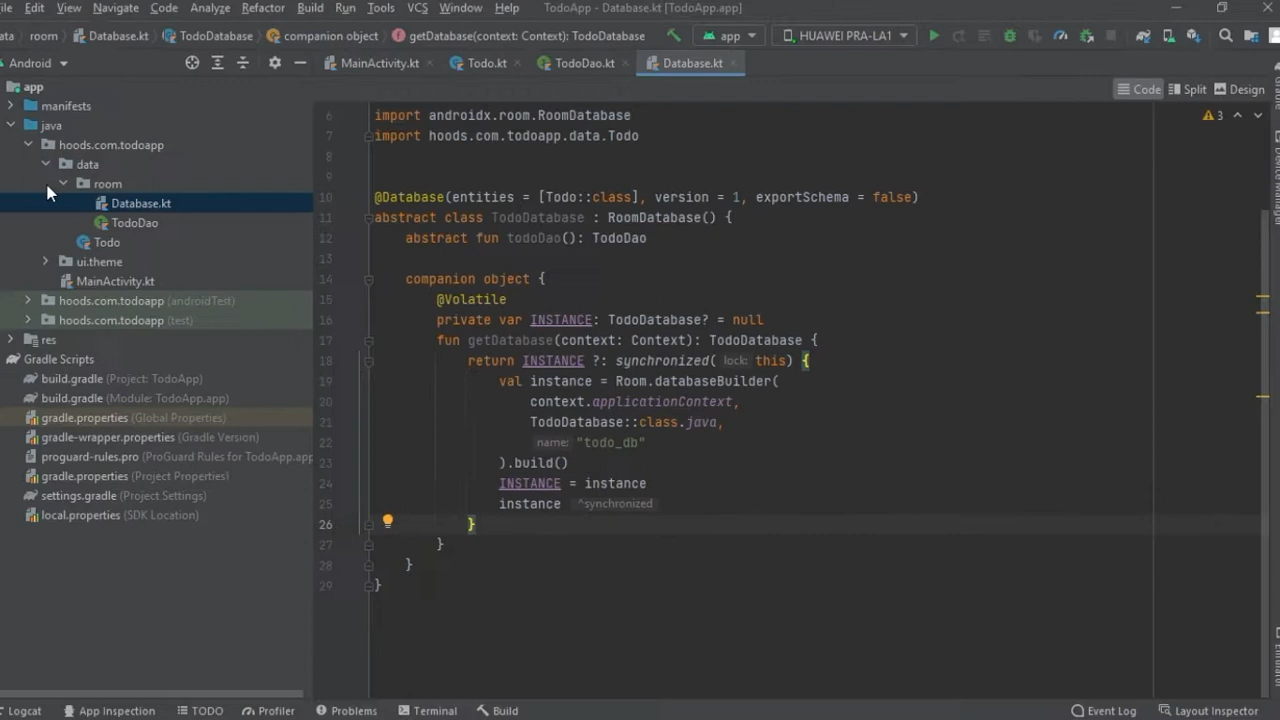 Edit View Navigate Code Analyze Refactor Build Run Tools VCS Window Help TodoApp - Database.kt [TodoApp.app]
room Database.kt TodoDatabase companion object getDatabase(context: Context): TodoDatabase app HUAWEI PRA-LA1
Android MainActivity.kt Todo.kt TodoDao.kt Database.kt
Code Split Design
3
app
manifests
java
hoods.com.todoapp
data
room
Database.kt
TodoDao
Todo
ui.theme
MainActivity.kt
hoods.com.todoapp (androidTest)
hoods.com.todoapp (test)
res
Gradle Scripts
build.gradle (Project: TodoApp)
build.gradle (Module: TodoApp.app)
gradle.properties (Global Properties)
gradle-wrapper.properties (Gradle Version)
proguard-rules.pro (ProGuard Rules for TodoApp.app
gradle.properties (Project Properties)
settings.gradle (Project Settings)
local.properties (SDK Location)
6 import androidx.room.RoomDatabase
7 import hoods.com.todoapp.data.Todo
8
9
10 @Database(entities = [Todo::class], version = 1, exportSchema = false)
11 abstract class TodoDatabase : RoomDatabase() {
12 abstract fun todoDao(): TodoDao
13
14 companion object {
15 @Volatile
16 private var INSTANCE: TodoDatabase? = null
17 fun getDatabase(context: Context): TodoDatabase {
18 return INSTANCE ?: synchronized( lock: this) {
19 val instance = Room.databaseBuilder(
20 context.applicationContext,
21 TodoDatabase::class.java,
22 name: "todo_db"
23 ).build()
24 INSTANCE = instance
25 instance ^synchronized
26 }
27 }
28 }
29 }
Logcat App Inspection TODO Profiler Problems Terminal Build Event Log Layout Inspector